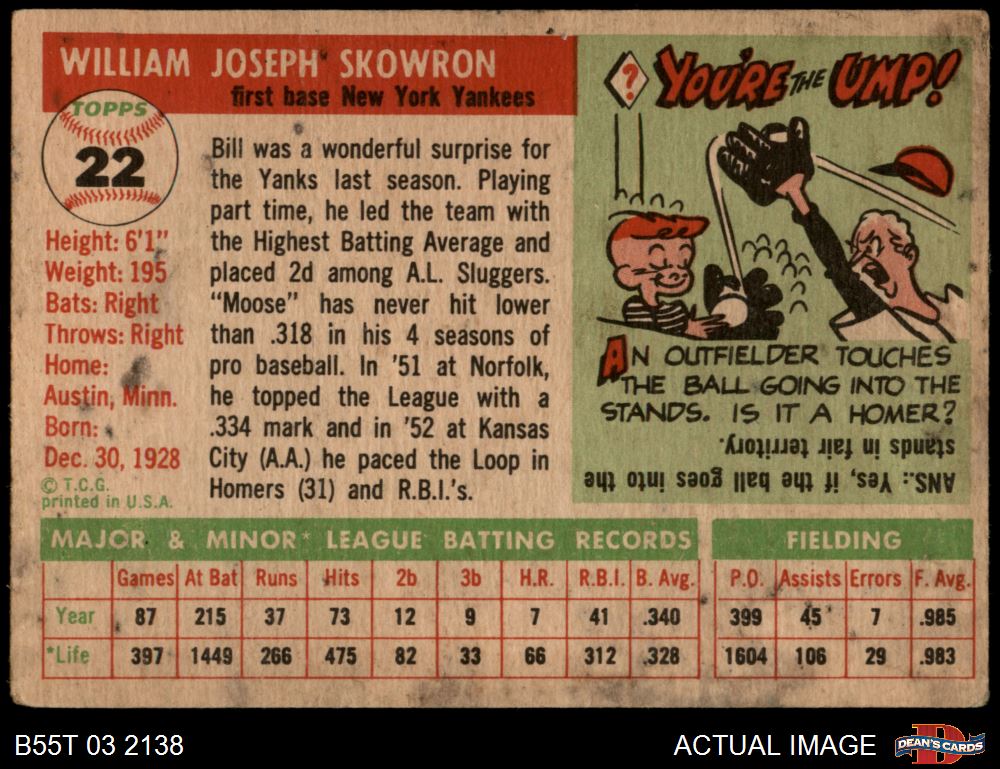 WILLIAM JOSEPH SKOWRON
first base New York Yankees
TOPPS
22
Height: 6'1"
Weight: 195
Bats: Right
Throws: Right
Home:
Austin, Minn.
Born:
Dec. 30, 1928
© T.C.G.
printed in U.S.A.
Bill was a wonderful surprise for
the Yanks last season. Playing
part time, he led the team with
the Highest Batting Average and
placed 2d among A.L. Sluggers.
"Moose" has never hit lower
than .318 in his 4 seasons of
pro baseball. In '51 at Norfolk,
he topped the League with a
.334 mark and in '52 at Kansas
City (A.A.) he paced the Loop in
Homers (31) and R.B.I.'s.
? YOU'RE THE UMP!
AN OUTFIELDER TOUCHES
THE BALL GOING INTO THE
STANDS. IS IT A HOMER?
ANS.: Yes, if the ball goes into the
stands in fair territory.
MAJOR & MINOR* LEAGUE BATTING RECORDS FIELDING
Games At Bat Runs Hits 2b 3b H.R. R.B.I. B. Avg. P.O. Assists Errors F. Avg.
Year 87 215 37 73 12 9 7 41 .340 399 45 7 .985
*Life 397 1449 266 475 82 33 66 312 .328 1604 106 29 .983
B55T 03 2138 ACTUAL IMAGE D DEAN'S CARDS